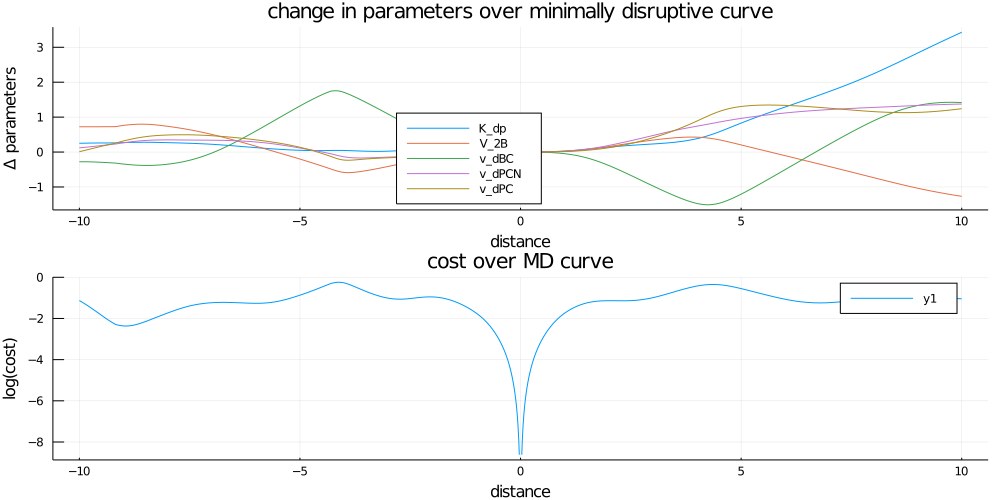 change in parameters over minimally disruptive curve
Δ parameters
3
2
1
0
−1
K_dp
V_2B
v_dBC
v_dPCN
v_dPC
−10
−5
0
5
10
distance
cost over MD curve
log(cost)
0
−2
−4
−6
−8
y1
−10
−5
0
5
10
distance